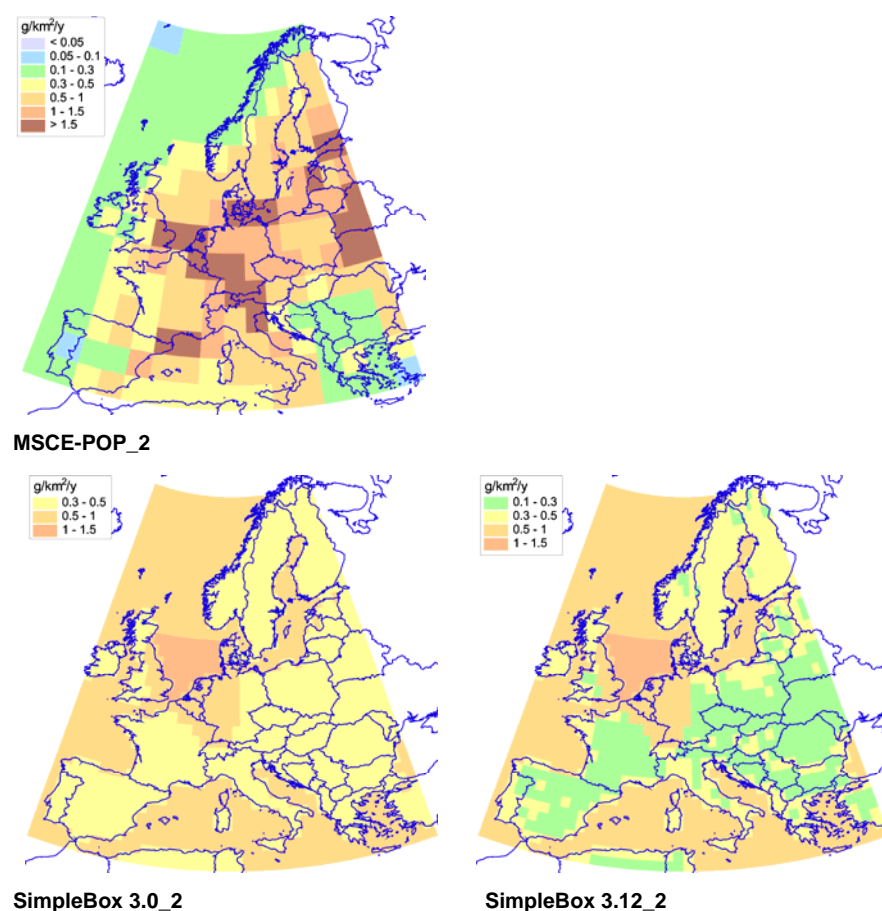 g/km²/y
< 0.05
0.05 - 0.1
0.1 - 0.3
0.3 - 0.5
0.5 - 1
1 - 1.5
> 1.5
MSCE-POP_2
g/km²/y
0.3 - 0.5
0.5 - 1
1 - 1.5
SimpleBox 3.0_2
g/km²/y
0.1 - 0.3
0.3 - 0.5
0.5 - 1
1 - 1.5
SimpleBox 3.12_2